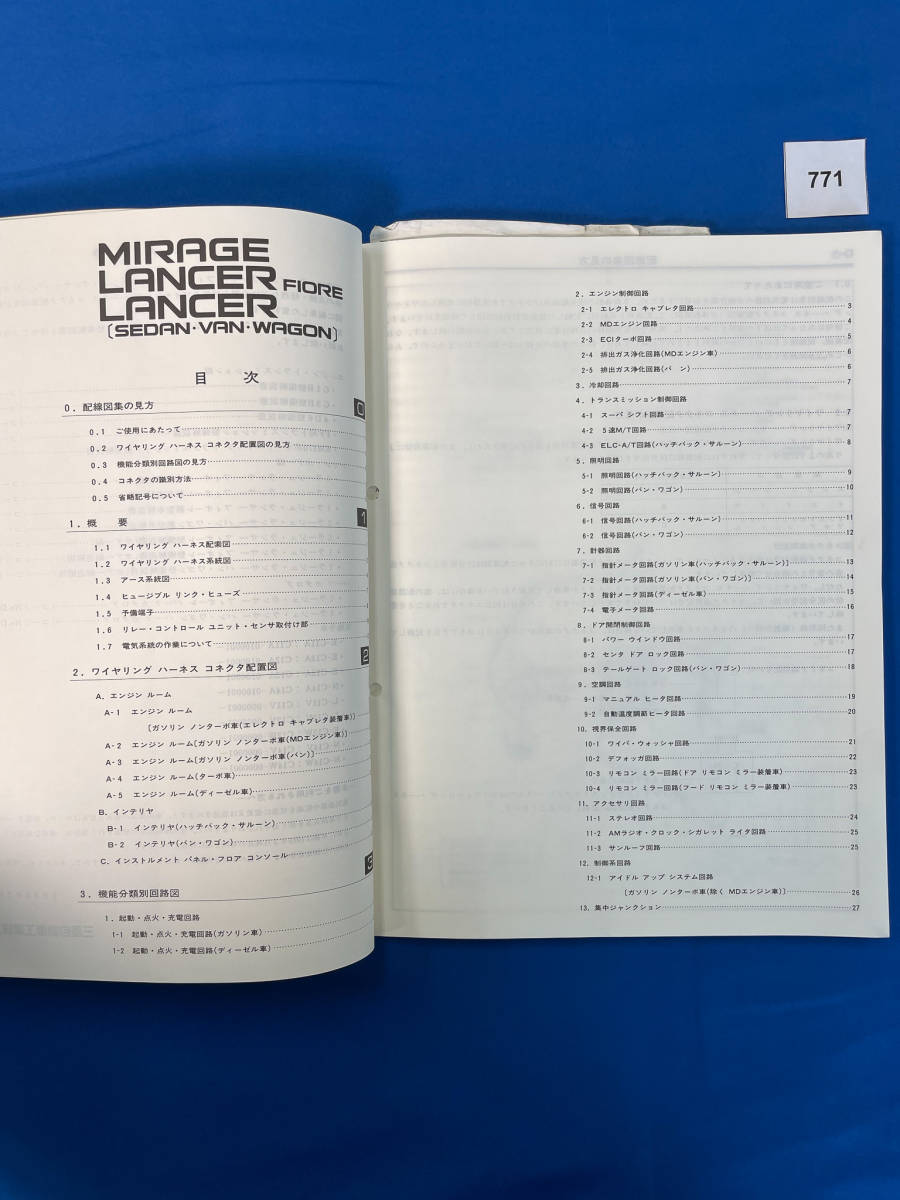 771
MIRAGE
LANCER FIORE
LANCER
(SEDAN・VAN・WAGON)
目 次
0. 配線図集の見方
0
0.1 ご使用にあたって
0.2 ワイヤリング ハーネス コネクタ配置図の見方
0.3 機能分類別回路図の見方
0.4 コネクタの識別方法
0.5 省略記号について
1. 概 要
1
1.1 ワイヤリング ハーネス配索図
1.2 ワイヤリング ハーネス系統図
1.3 アース系統図
1.4 ヒュージブル リンク・ヒューズ
1.5 予備端子
1.6 リレー・コントロール ユニット・センサ取付け部
1.7 電気系統の作業について
2. ワイヤリング ハーネス コネクタ配置図
2
A. エンジン ルーム
A-1 エンジン ルーム
〔ガソリン ノンターボ車(エレクトロ キャブレタ装着車)〕
A-2 エンジン ルーム〔ガソリン ノンターボ車(MDエンジン車)〕
A-3 エンジン ルーム〔ガソリン ノンターボ車(バン)〕
A-4 エンジン ルーム(ターボ車)
A-5 エンジン ルーム(ディーゼル車)
B. インテリヤ
B-1 インテリヤ(ハッチバック・サルーン)
B-2 インテリヤ(バン・ワゴン)
C. インストルメント パネル・フロア コンソール
3
3. 機能分類別回路図
1. 起動・点火・充電回路
1-1 起動・点火・充電回路(ガソリン車)
1-2 起動・点火・充電回路(ディーゼル車)
2. エンジン制御回路
2-1 エレクトロ キャブレタ回路 3
2-2 MDエンジン回路 4
2-3 ECIターボ回路 5
2-4 排出ガス浄化回路(MDエンジン車) 6
2-5 排出ガス浄化回路(バ ン) 6
3. 冷却回路 7
4. トランスミッション制御回路
4-1 スーパ シフト回路 7
4-2 5速M/T回路 7
4-3 ELC-A/T回路(ハッチバック・サルーン) 8
5. 照明回路
5-1 照明回路(ハッチバック・サルーン) 9
5-2 照明回路(バン・ワゴン) 10
6. 信号回路
6-1 信号回路(ハッチバック・サルーン) 11
6-2 信号回路(バン・ワゴン) 12
7. 計器回路
7-1 指針メータ回路〔ガソリン車(ハッチバック・サルーン)〕 13
7-2 指針メータ回路〔ガソリン車(バン・ワゴン)〕 14
7-3 指針メータ回路(ディーゼル車) 15
7-4 電子メータ回路 16
8. ドア開閉制御回路
8-1 パワー ウインドウ回路 17
8-2 センタ ドア ロック回路 17
8-3 テールゲート ロック回路(バン・ワゴン) 18
9. 空調回路
9-1 マニュアル ヒータ回路 19
9-2 自動温度調節ヒータ回路 20
10. 視界保全回路
10-1 ワイパ・ウォッシャ回路 21
10-2 デフォッガ回路 22
10-3 リモコン ミラー回路(ドア リモコン ミラー装着車) 23
10-4 リモコン ミラー回路(フード リモコン ミラー装着車) 23
11. アクセサリ回路
11-1 ステレオ回路 24
11-2 AMラジオ・クロック・シガレット ライタ回路 25
11-3 サンルーフ回路 25
12. 制御系回路
12-1 アイドル アップ システム回路
〔ガソリン ノンターボ車(除く MDエンジン車)〕 26
13. 集中ジャンクション 27